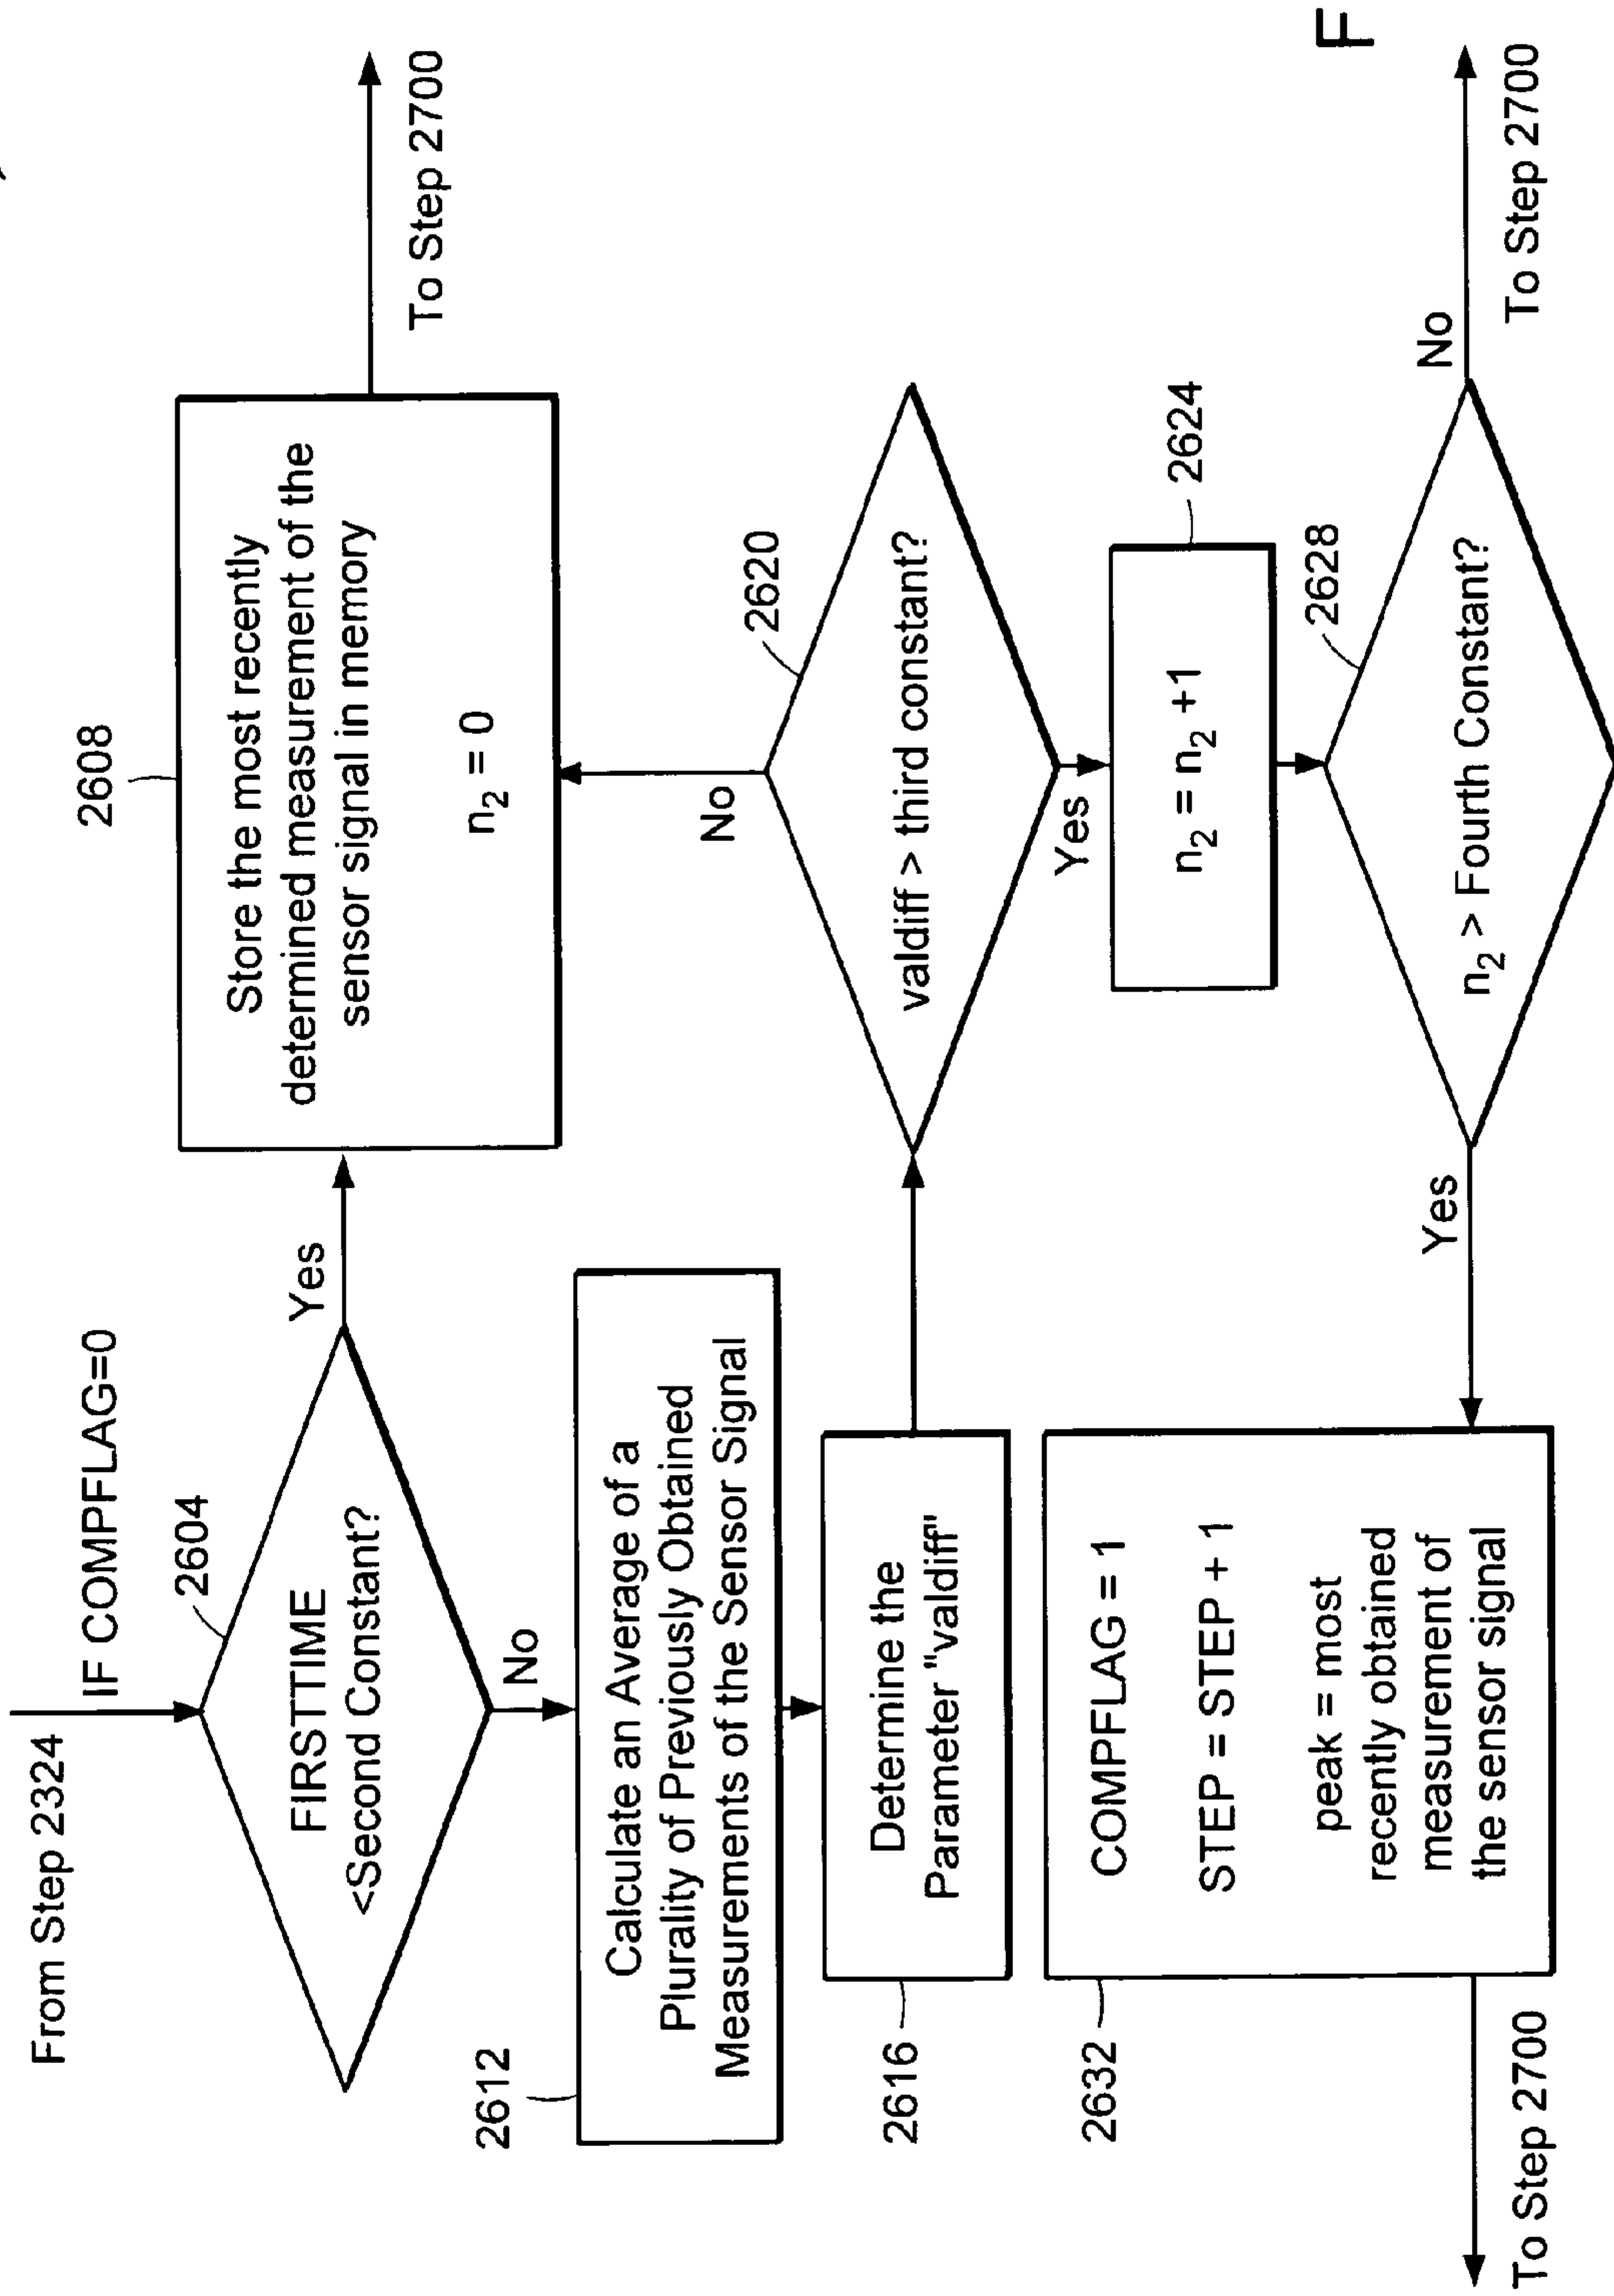 From Step 2324
IF COMPFLAG=0
2604
FIRSTTIME
<Second Constant?
Yes
No
2608
Store the most recently
determined measurement of the
sensor signal in memory
n₂ = 0
To Step 2700
2612
Calculate an Average of a
Plurality of Previously Obtained
Measurements of the Sensor Signal
2616
Determine the
Parameter "valdiff"
2620
valdiff > third constant?
No
Yes
2624
n₂ = n₂ +1
2628
n₂ > Fourth Constant?
No
To Step 2700
Yes
2632
COMPFLAG = 1
STEP = STEP + 1
peak = most
recently obtained
measurement of
the sensor signal
To Step 2700
F